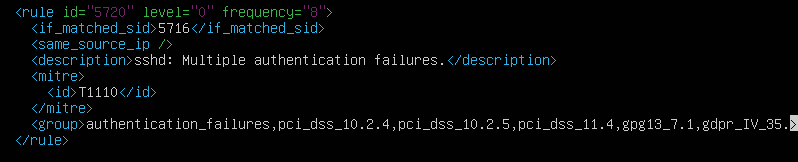 <rule id="5720" level="0" frequency="8">
<if_matched_sid>5716</if_matched_sid>
<same_source_ip />
<description>sshd: Multiple authentication failures.</description>
<mitre>
<id>T1110</id>
</mitre>
<group>authentication_failures,pci_dss_10.2.4,pci_dss_10.2.5,pci_dss_11.4,gpg13_7.1,gdpr_IV_35.>
</rule>